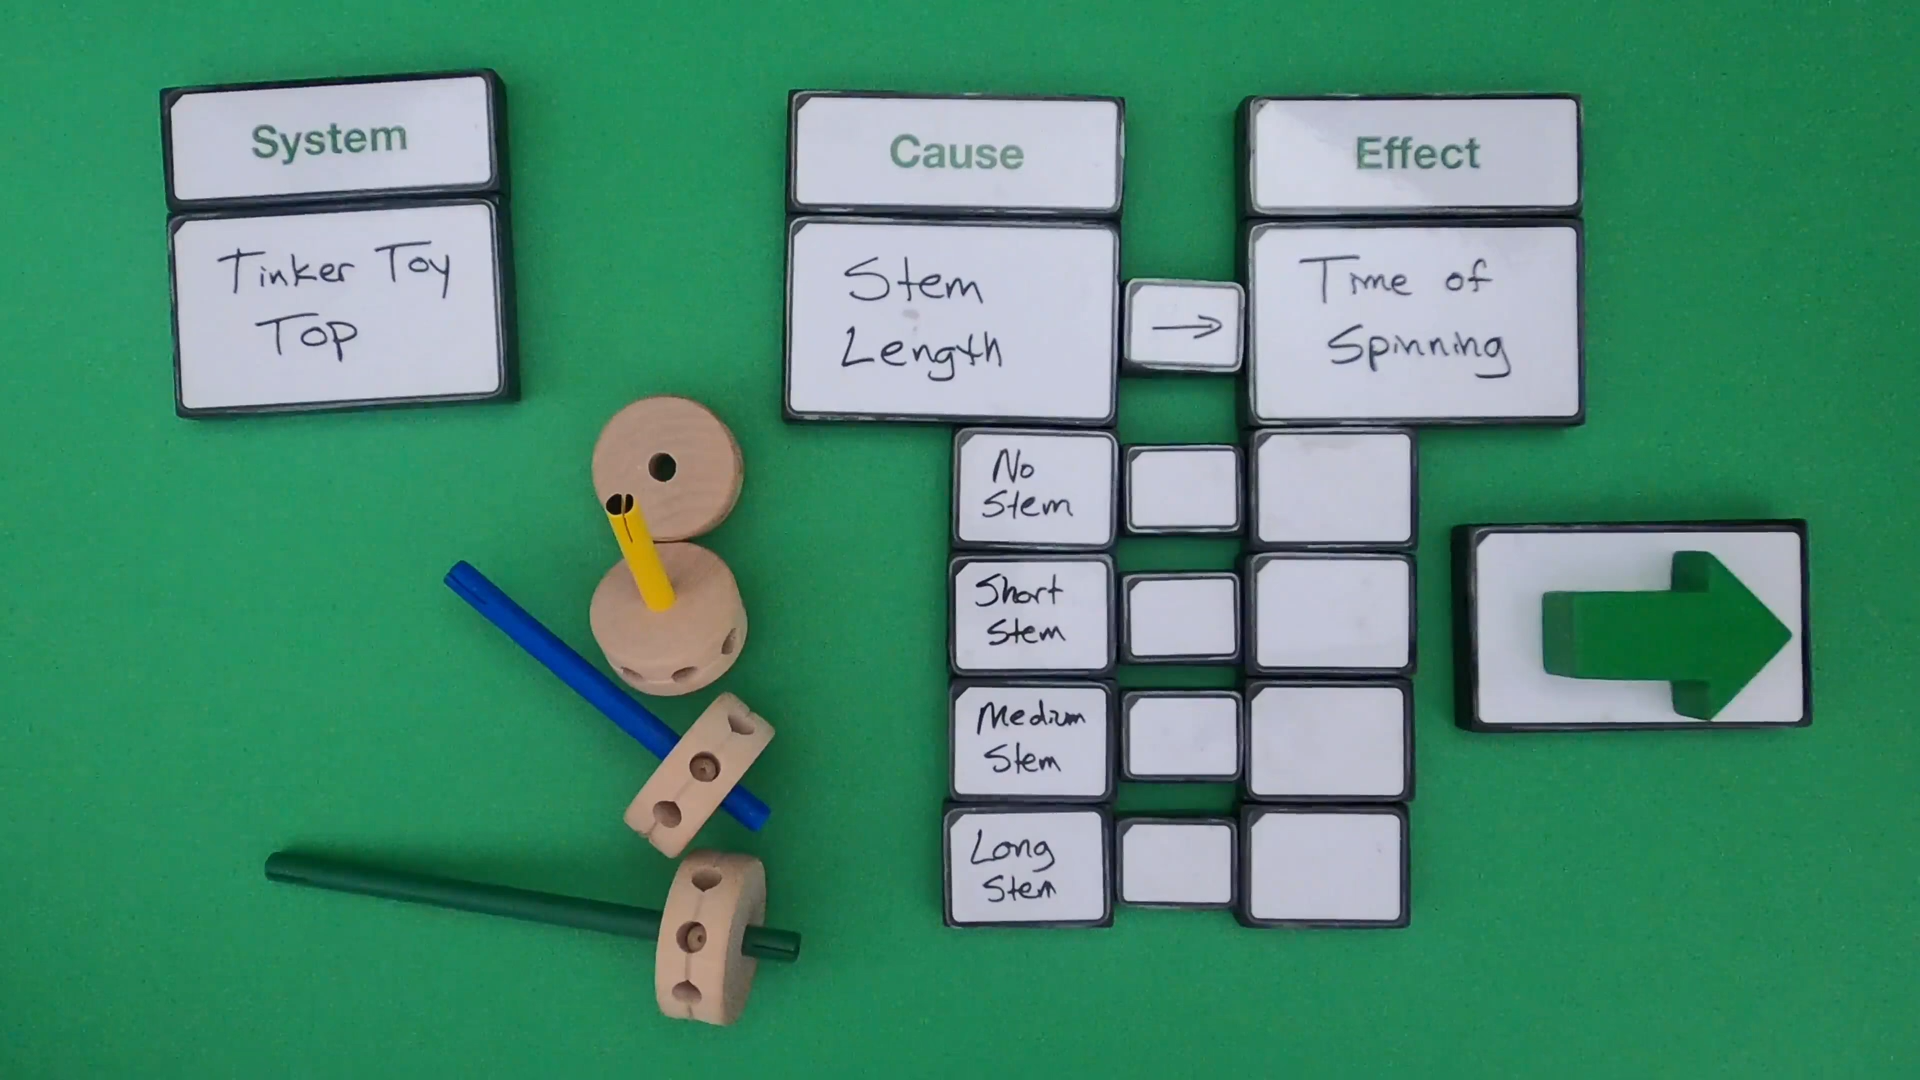 System
Tinker Toy
Top
Cause
Stem
Length
→
Effect
Time of
Spinning
No
Stem
Short
Stem
Medium
Stem
Long
Stem